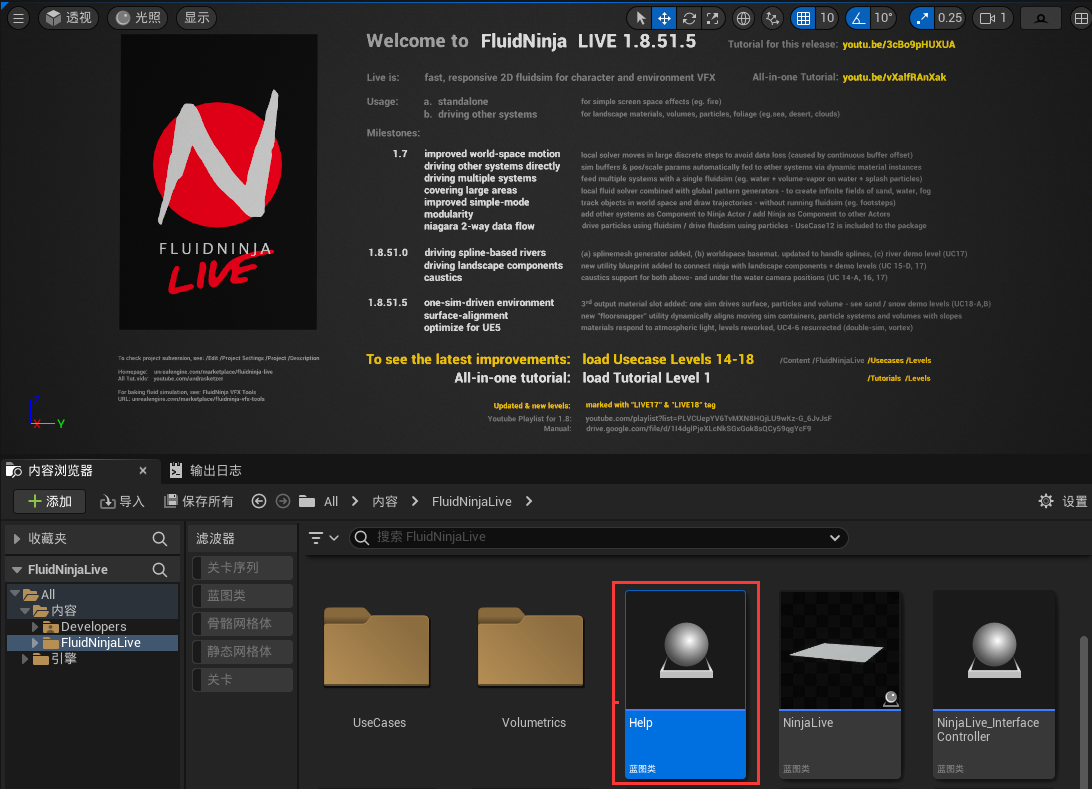 透视
光照
显示
10
10°
0.25
1
Welcome to FluidNinja LIVE 1.8.51.5
Tutorial for this release: youtu.be/3cBo9pHUXUA
Live is: fast, responsive 2D fluidsim for character and environment VFX
All-in-one Tutorial: youtu.be/vXalfRAnXak
Usage: a. standalone for simple screen space effects (eg. fire)
b. driving other systems for landscape materials, volumes, particles, foliage (eg.sea, desert, clouds)
Milestones:
1.7 improved world-space motion local solver moves in large discrete steps to avoid data loss (caused by continuous buffer offset)
driving other systems directly sim buffers & pos/scale params automatically fed to other systems via dynamic material instances
driving multiple systems feed multiple systems with a single fluidsim (eg. water + volume-vapor on water + splash particles)
covering large areas local fluid solver combined with global pattern generators - to create infinite fields of sand, water, fog
improved simple-mode track objects in world space and draw trajectories - without running fluidsim (eg. footsteps)
modularity add other systems as Component to Ninja Actor / add Ninja as Component to other Actors
niagara 2-way data flow drive particles using fluidsim / drive fluidsim using particles - UseCase12 is included to the package
1.8.51.0 driving spline-based rivers (a) splinemesh generator added, (b) worldspace basemat. updated to handle splines, (c) river demo level (UC17)
driving landscape components new utility blueprint added to connect ninja with landscape components + demo levels (UC 15-D, 17)
caustics caustics support for both above- and under the water camera positions (UC 14-A, 16, 17)
1.8.51.5 one-sim-driven environment 3rd output material slot added: one sim drives surface, particles and volume - see sand / snow demo levels (UC18-A,B)
surface-alignment new "floorsnapper" utility dynamically aligns moving sim containers, particle systems and volumes with slopes
optimize for UE5 materials respond to atmospheric light, levels reworked, UC4-6 resurrected (double-sim, vortex)
N
FLUIDNINJA
LIVE
To check project subversion, see: /Edit /Project Settings /Project /Description
Homepage: unrealengine.com/marketplace/fluidninja-live
All Tut.vids: youtube.com/andrasketzer
For baking fluid simulation, see: FluidNinja VFX Tools
URL: unrealengine.com/marketplace/fluidninja-vfx-tools
To see the latest improvements: load Usecase Levels 14-18 /Content /FluidNinjaLive /Usecases /Levels
All-in-one tutorial: load Tutorial Level 1 /Tutorials /Levels
Updated & new levels: marked with "LIVE17" & "LIVE18" tag
Youtube Playlist for 1.8: youtube.com/playlist?list=PLVCUepYV6TvMXN8HQjLU9wKz-G_6JvJsF
Manual: drive.google.com/file/d/1I4dglPjeXLcNkSGxGok8sQCy59qgYcF9
Z
X Y
内容浏览器
输出日志
添加
导入
保存所有
All
内容
FluidNinjaLive
设置
收藏夹
滤波器
搜索 FluidNinjaLive
FluidNinjaLive
All
内容
Developers
FluidNinjaLive
引擎
关卡序列
蓝图类
骨骼网格体
静态网格体
关卡
UseCases
Volumetrics
Help
蓝图类
NinjaLive
蓝图类
NinjaLive_Interface
Controller
蓝图类